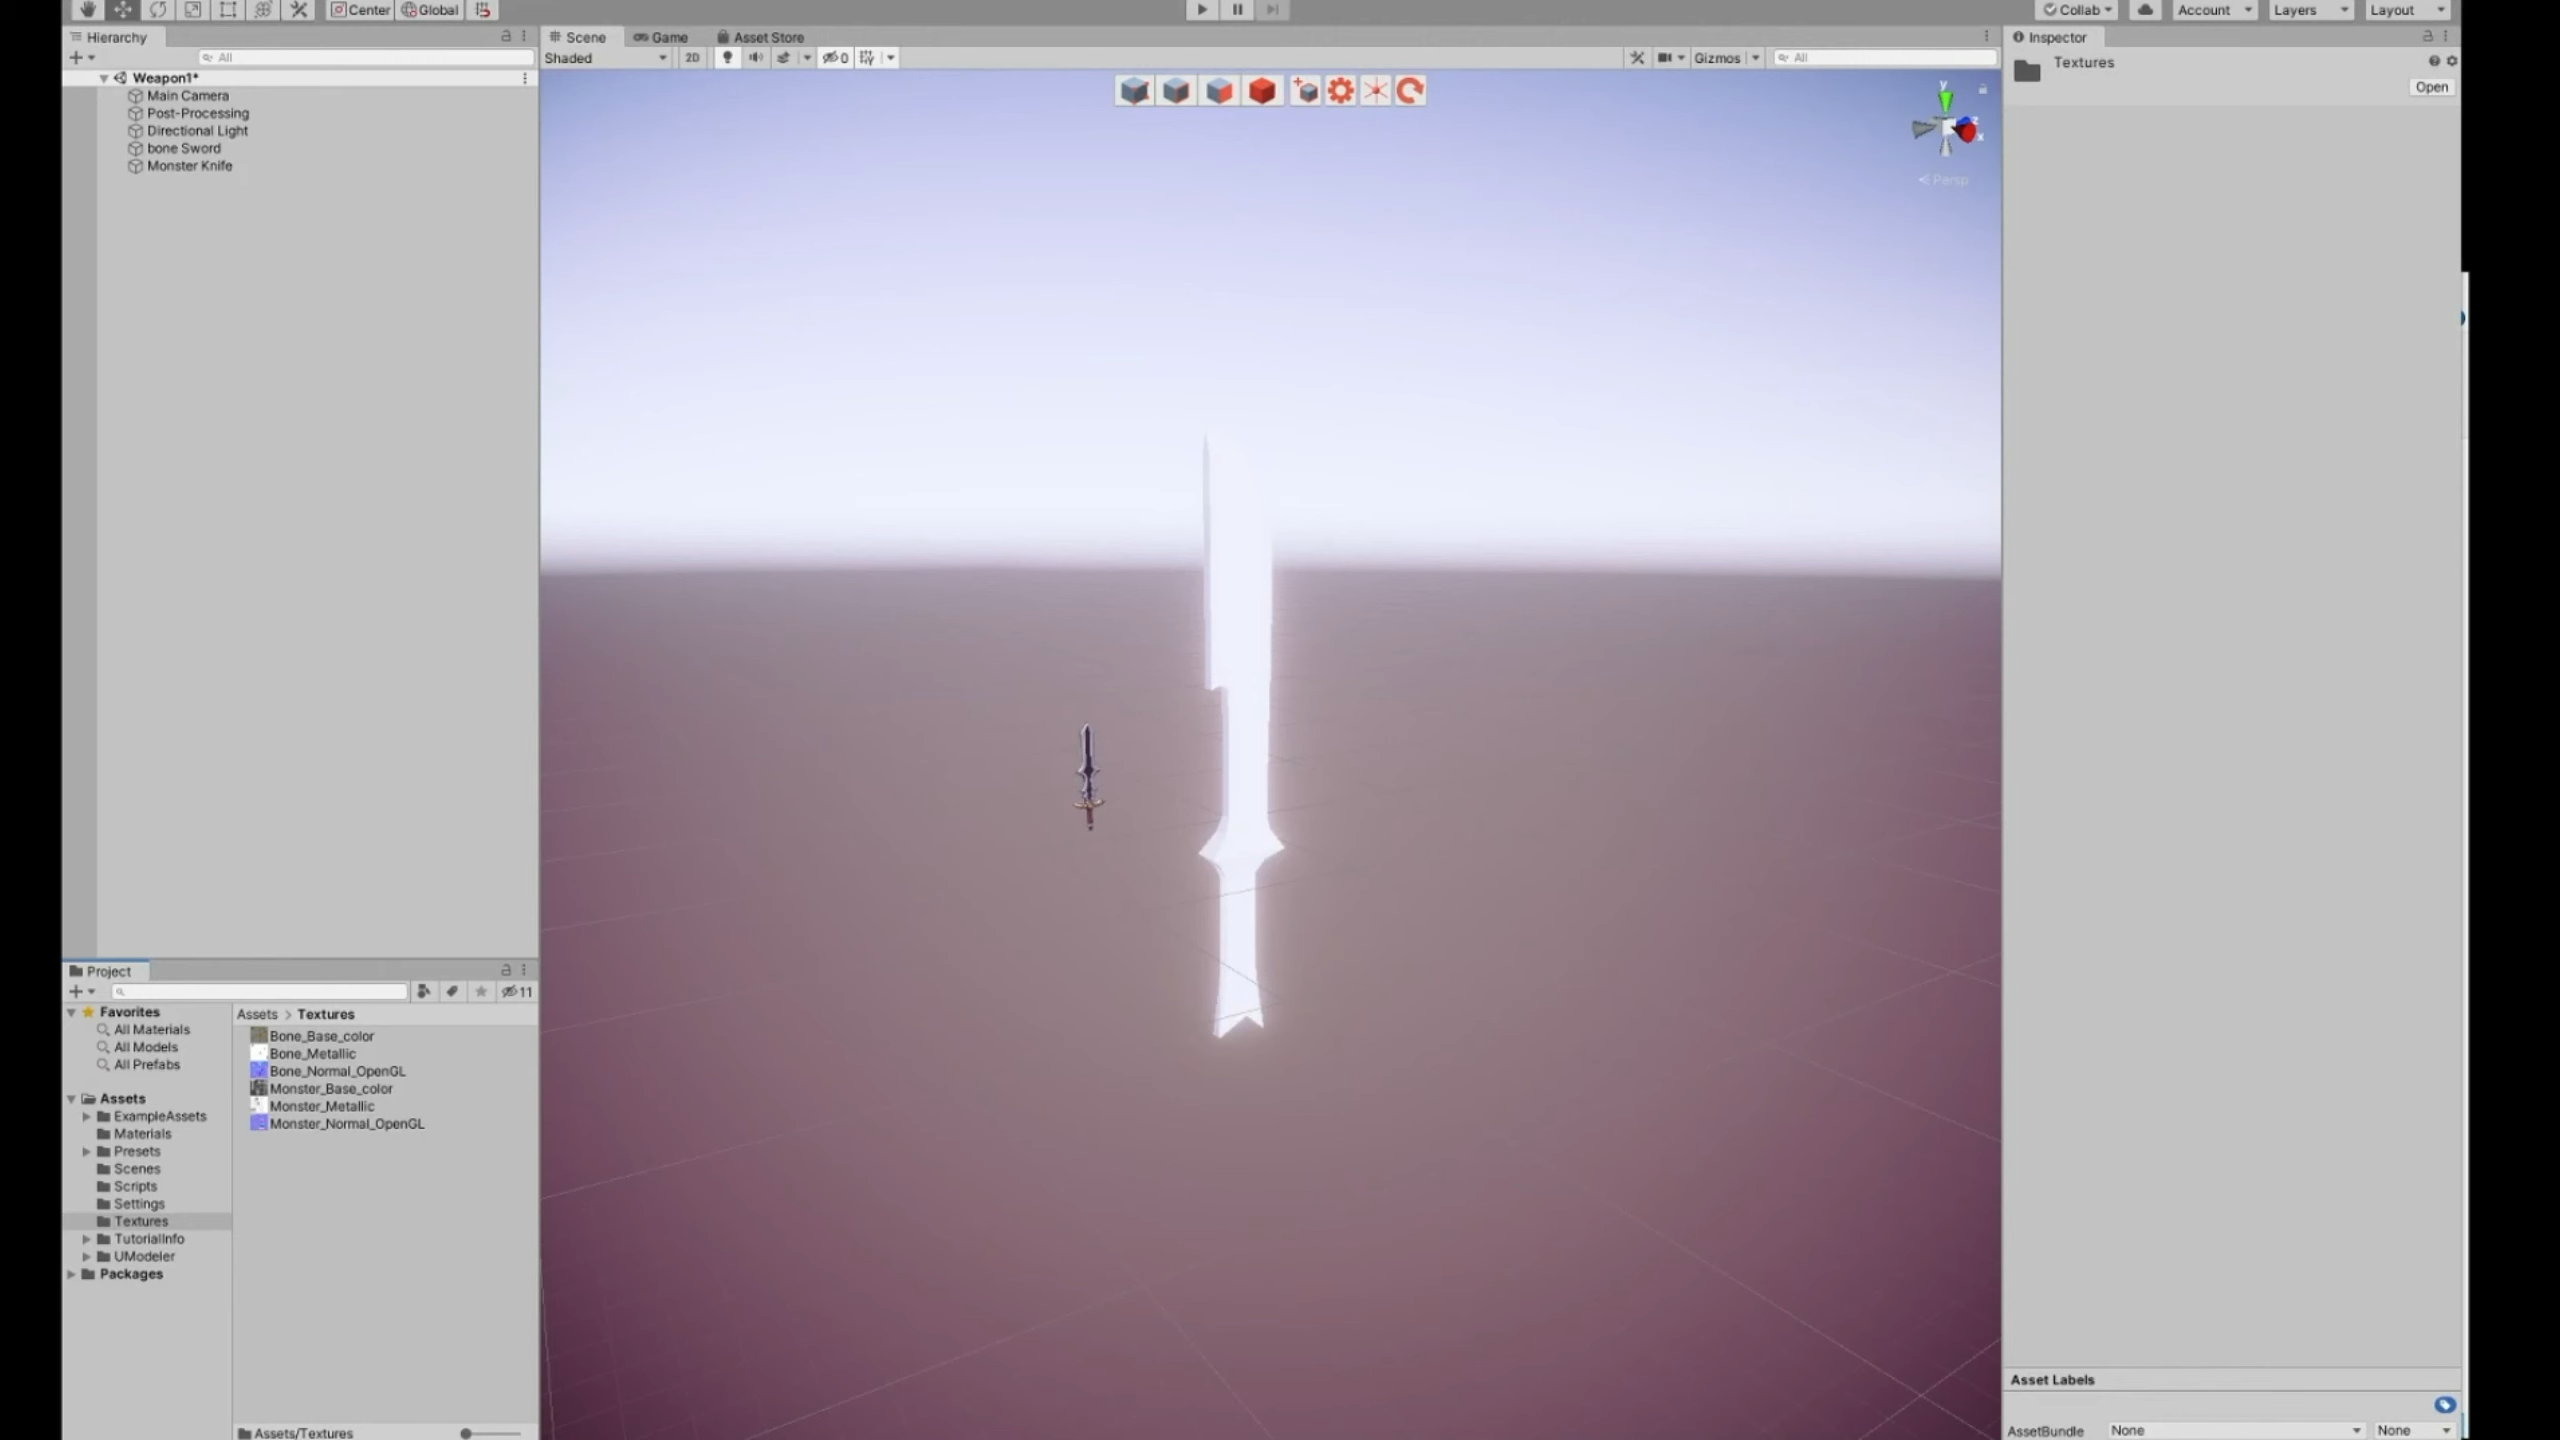 Center Global
Collab Account Layers Layout
Hierarchy
All
Weapon1*
Main Camera
Post-Processing
Directional Light
bone Sword
Monster Knife
Scene Game Asset Store
Shaded 2D 0 Gizmos All
y
z
x
Persp
Inspector
Textures
Open
Project
11
Favorites
All Materials
All Models
All Prefabs
Assets
ExampleAssets
Materials
Presets
Scenes
Scripts
Settings
Textures
TutorialInfo
UModeler
Packages
Assets > Textures
Bone_Base_color
Bone_Metallic
Bone_Normal_OpenGL
Monster_Base_color
Monster_Metallic
Monster_Normal_OpenGL
Assets/Textures
Asset Labels
AssetBundle None None